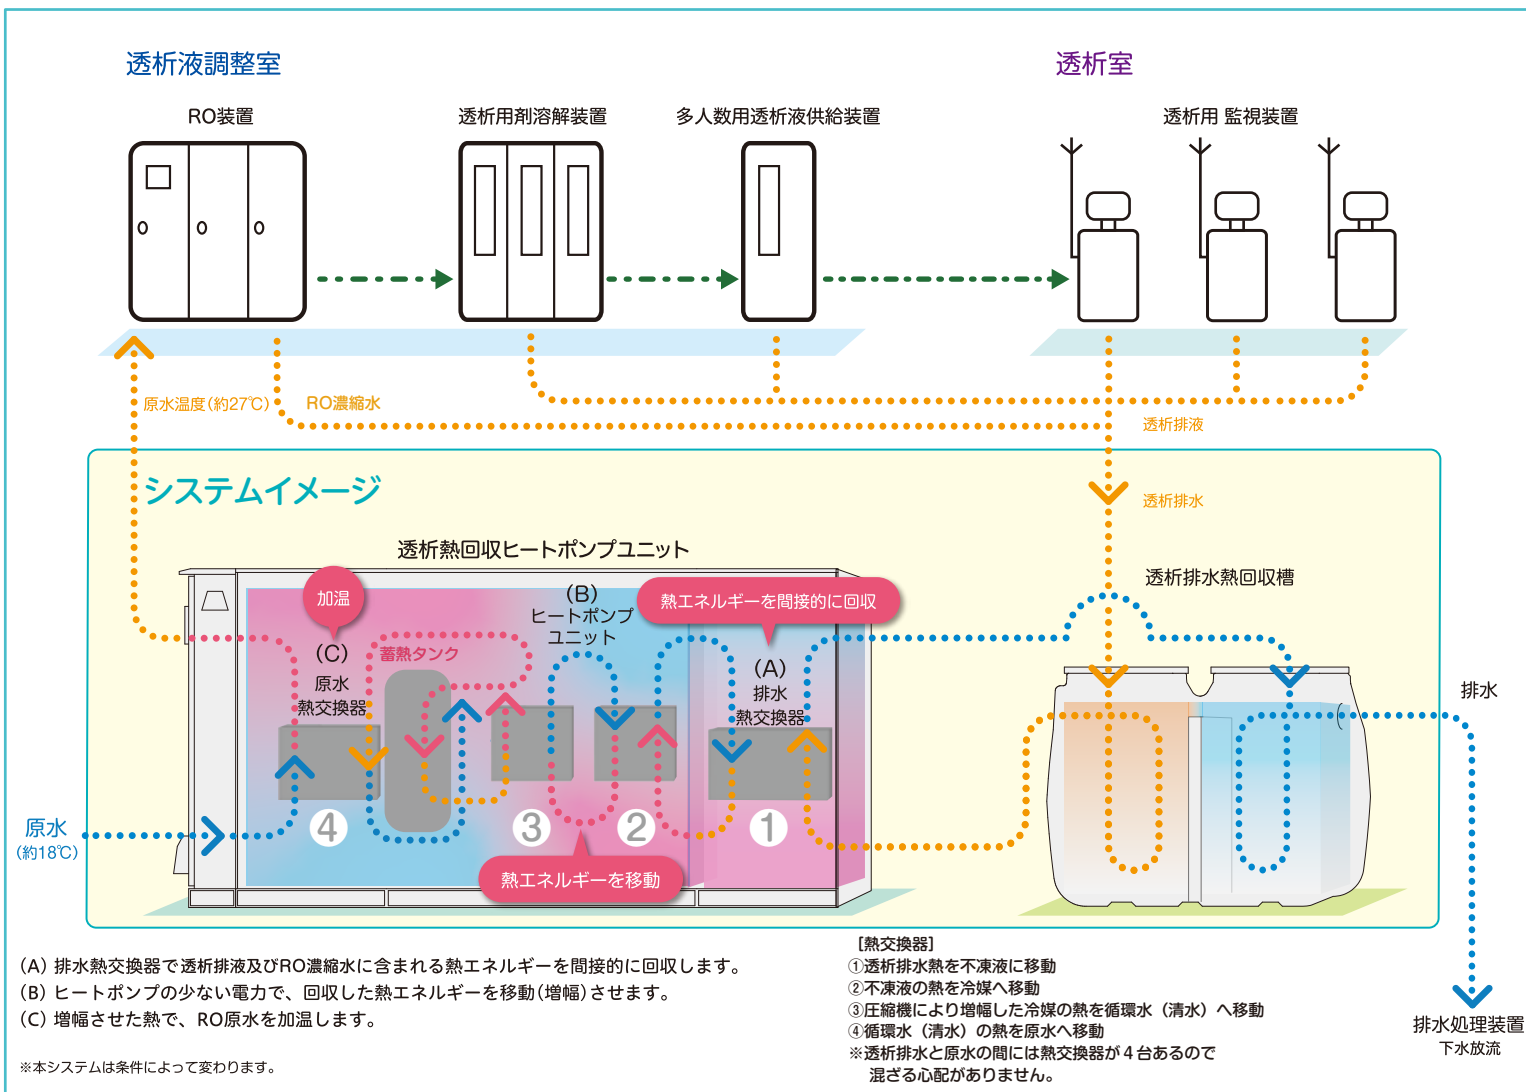 透析液調整室
透析室
RO装置
透析用剤溶解装置
多人数用透析液供給装置
透析用 監視装置
原水温度(約27℃)
RO濃縮水
透析排液
システムイメージ
透析排水
透析熱回収ヒートポンプユニット
透析排水熱回収槽
加温
(B)
ヒートポンプ
ユニット
熱エネルギーを間接的に回収
(C)
原水
熱交換器
蓄熱タンク
(A)
排水
熱交換器
排水
原水
(約18℃)
④
③
②
①
熱エネルギーを移動
(A) 排水熱交換器で透析排液及びRO濃縮水に含まれる熱エネルギーを間接的に回収します。
(B) ヒートポンプの少ない電力で、回収した熱エネルギーを移動(増幅)させます。
(C) 増幅させた熱で、RO原水を加温します。
※本システムは条件によって変わります。
[熱交換器]
①透析排水熱を不凍液に移動
②不凍液の熱を冷媒へ移動
③圧縮機により増幅した冷媒の熱を循環水（清水）へ移動
④循環水（清水）の熱を原水へ移動
※透析排水と原水の間には熱交換器が４台あるので
混ざる心配がありません。
排水処理装置
下水放流